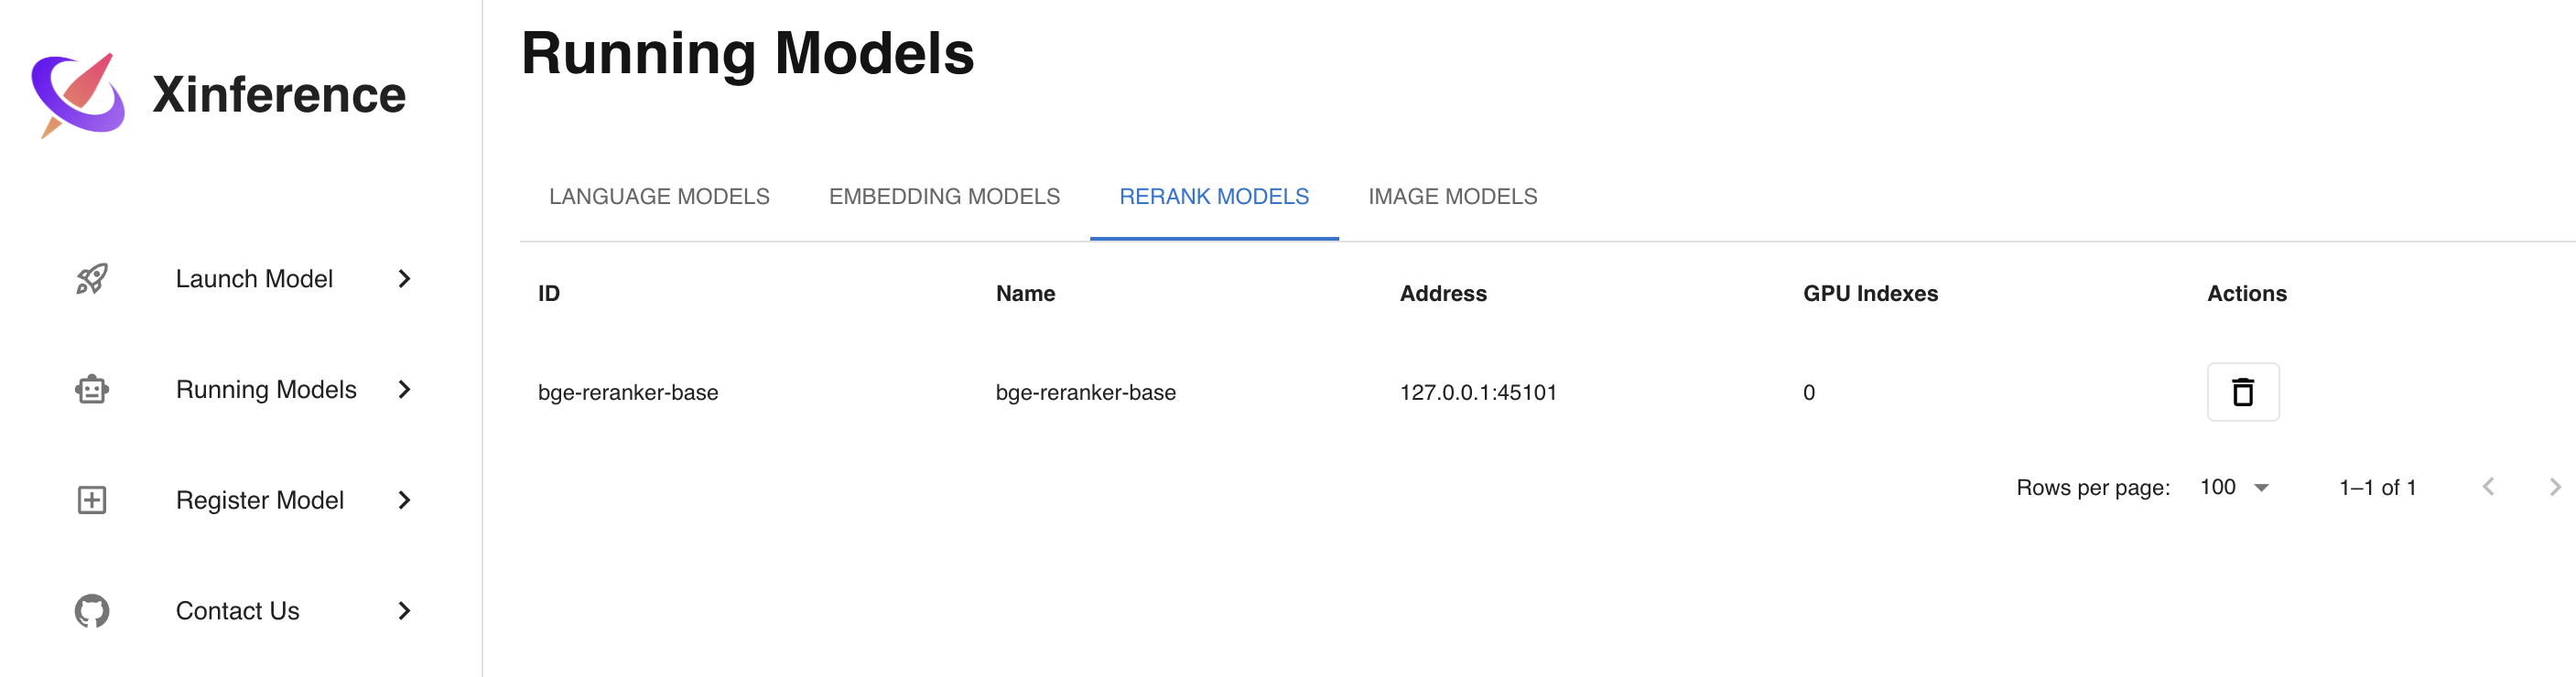 Xinference
Launch Model
Running Models
Register Model
Contact Us
Running Models
LANGUAGE MODELS EMBEDDING MODELS RERANK MODELS IMAGE MODELS
ID Name Address GPU Indexes Actions
bge-reranker-base bge-reranker-base 127.0.0.1:45101 0
Rows per page: 100 1–1 of 1